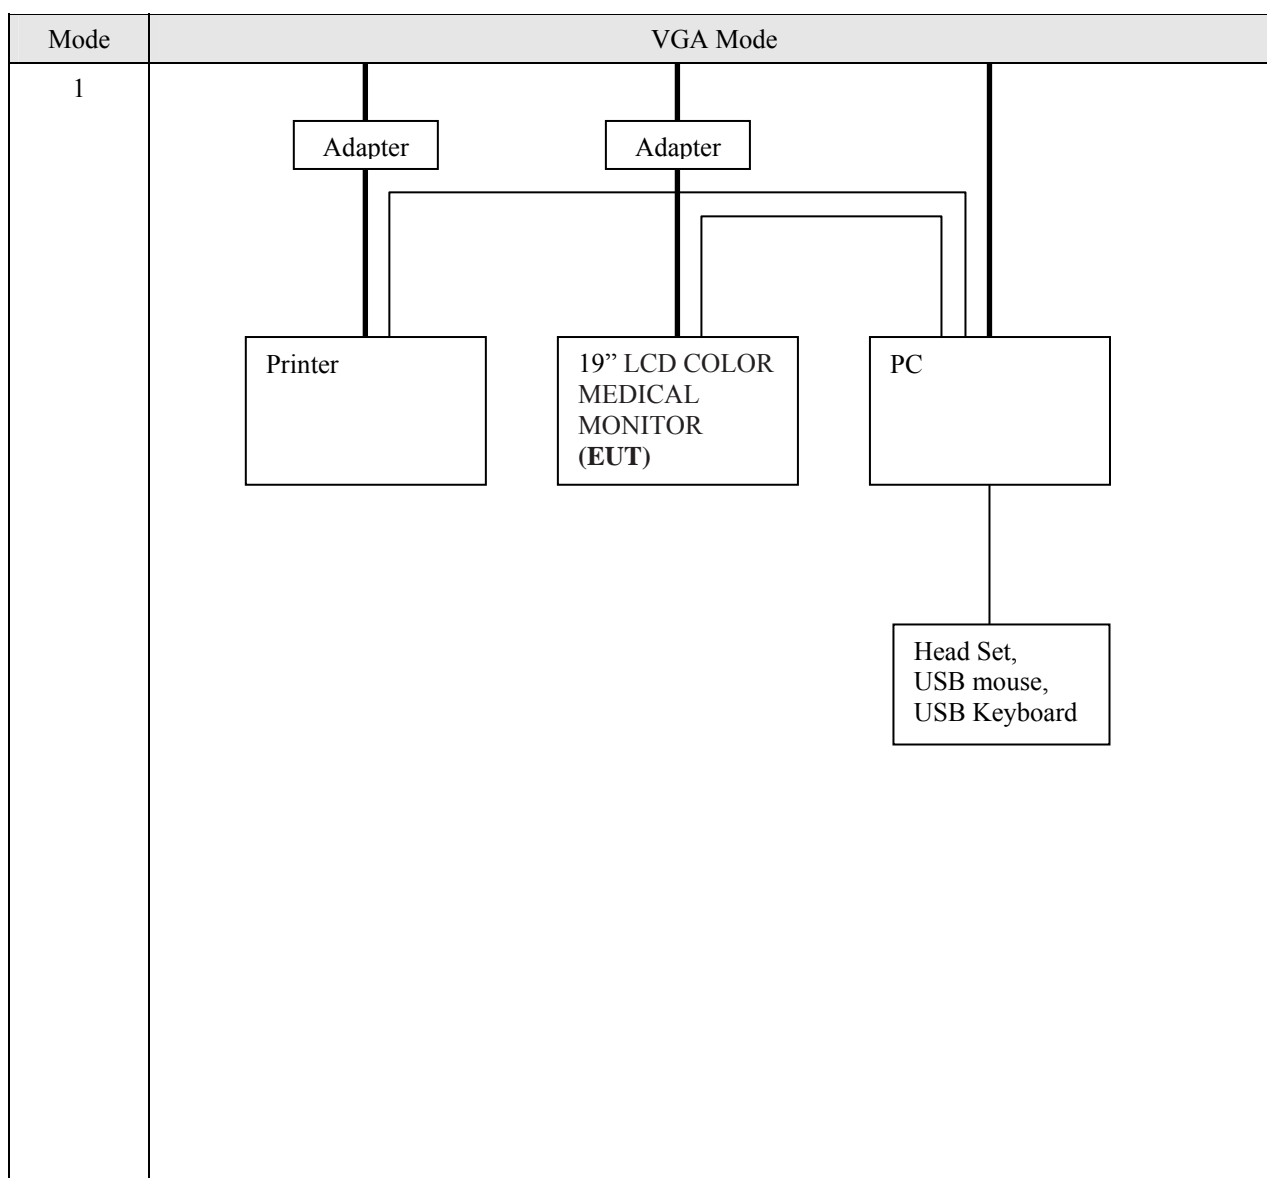 Mode
VGA Mode
1
Adapter
Adapter
Printer
19” LCD COLOR
MEDICAL
MONITOR
(EUT)
PC
Head Set,
USB mouse,
USB Keyboard